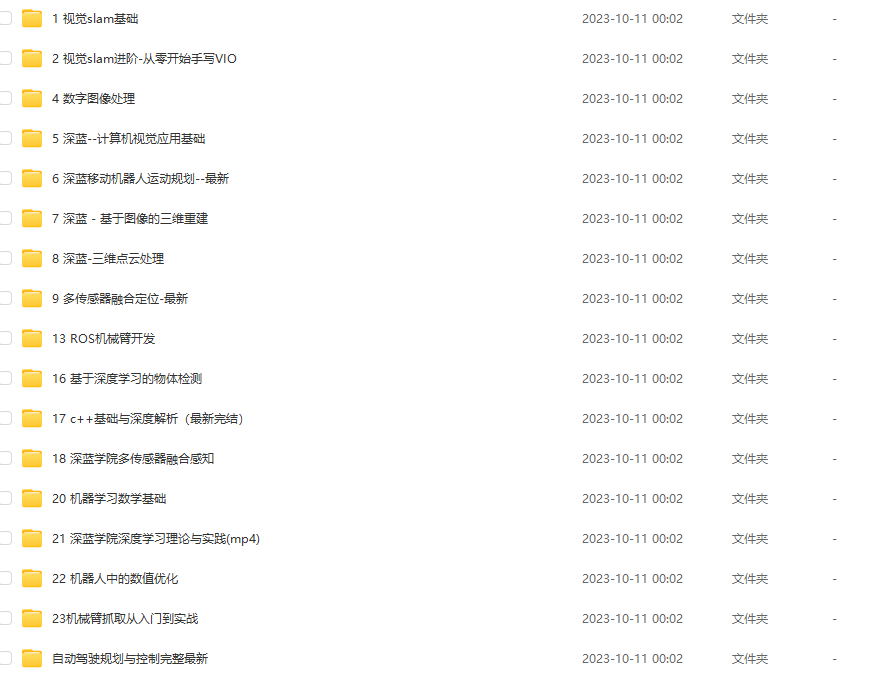 1 视觉slam基础 2023-10-11 00:02 文件夹 -
2 视觉slam进阶-从零开始手写VIO 2023-10-11 00:02 文件夹 -
4 数字图像处理 2023-10-11 00:02 文件夹 -
5 深蓝--计算机视觉应用基础 2023-10-11 00:02 文件夹 -
6 深蓝移动机器人运动规划--最新 2023-10-11 00:02 文件夹 -
7 深蓝 - 基于图像的三维重建 2023-10-11 00:02 文件夹 -
8 深蓝-三维点云处理 2023-10-11 00:02 文件夹 -
9 多传感器融合定位-最新 2023-10-11 00:02 文件夹 -
13 ROS机械臂开发 2023-10-11 00:02 文件夹 -
16 基于深度学习的物体检测 2023-10-11 00:02 文件夹 -
17 c++基础与深度解析（最新完结） 2023-10-11 00:02 文件夹 -
18 深蓝学院多传感器融合感知 2023-10-11 00:02 文件夹 -
20 机器学习数学基础 2023-10-11 00:02 文件夹 -
21 深蓝学院深度学习理论与实践(mp4) 2023-10-11 00:02 文件夹 -
22 机器人中的数值优化 2023-10-11 00:02 文件夹 -
23机械臂抓取从入门到实战 2023-10-11 00:02 文件夹 -
自动驾驶规划与控制完整最新 2023-10-11 00:02 文件夹 -